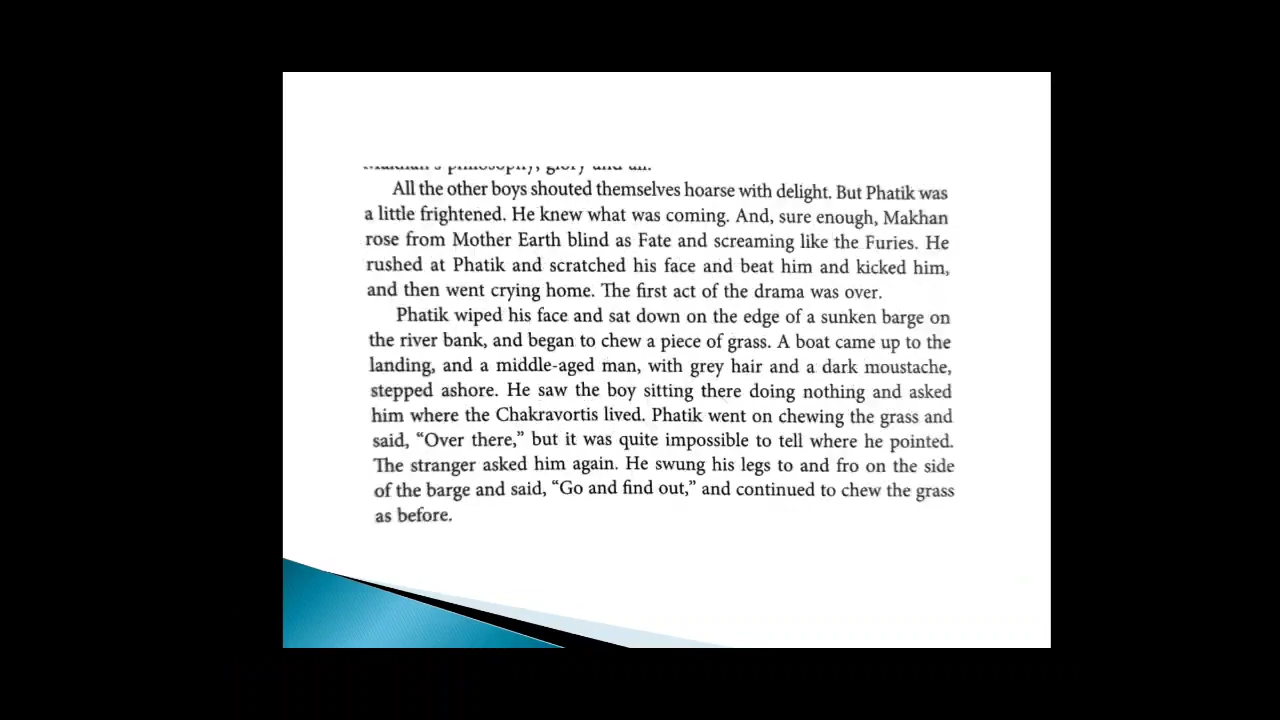 philosophy, glory and all.
All the other boys shouted themselves hoarse with delight. But Phatik was
a little frightened. He knew what was coming. And, sure enough, Makhan
rose from Mother Earth blind as Fate and screaming like the Furies. He
rushed at Phatik and scratched his face and beat him and kicked him,
and then went crying home. The first act of the drama was over.
Phatik wiped his face and sat down on the edge of a sunken barge on
the river bank, and began to chew a piece of grass. A boat came up to the
landing, and a middle-aged man, with grey hair and a dark moustache,
stepped ashore. He saw the boy sitting there doing nothing and asked
him where the Chakravortis lived. Phatik went on chewing the grass and
said, “Over there,” but it was quite impossible to tell where he pointed.
The stranger asked him again. He swung his legs to and fro on the side
of the barge and said, “Go and find out,” and continued to chew the grass
as before.